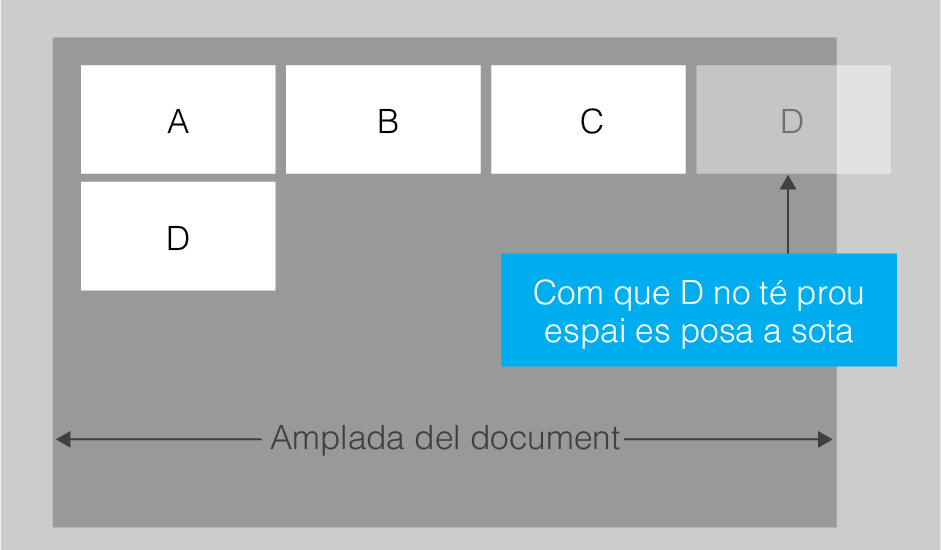 A
B
C
D
D
Com que D no té prou
espai es posa a sota
Amplada del document